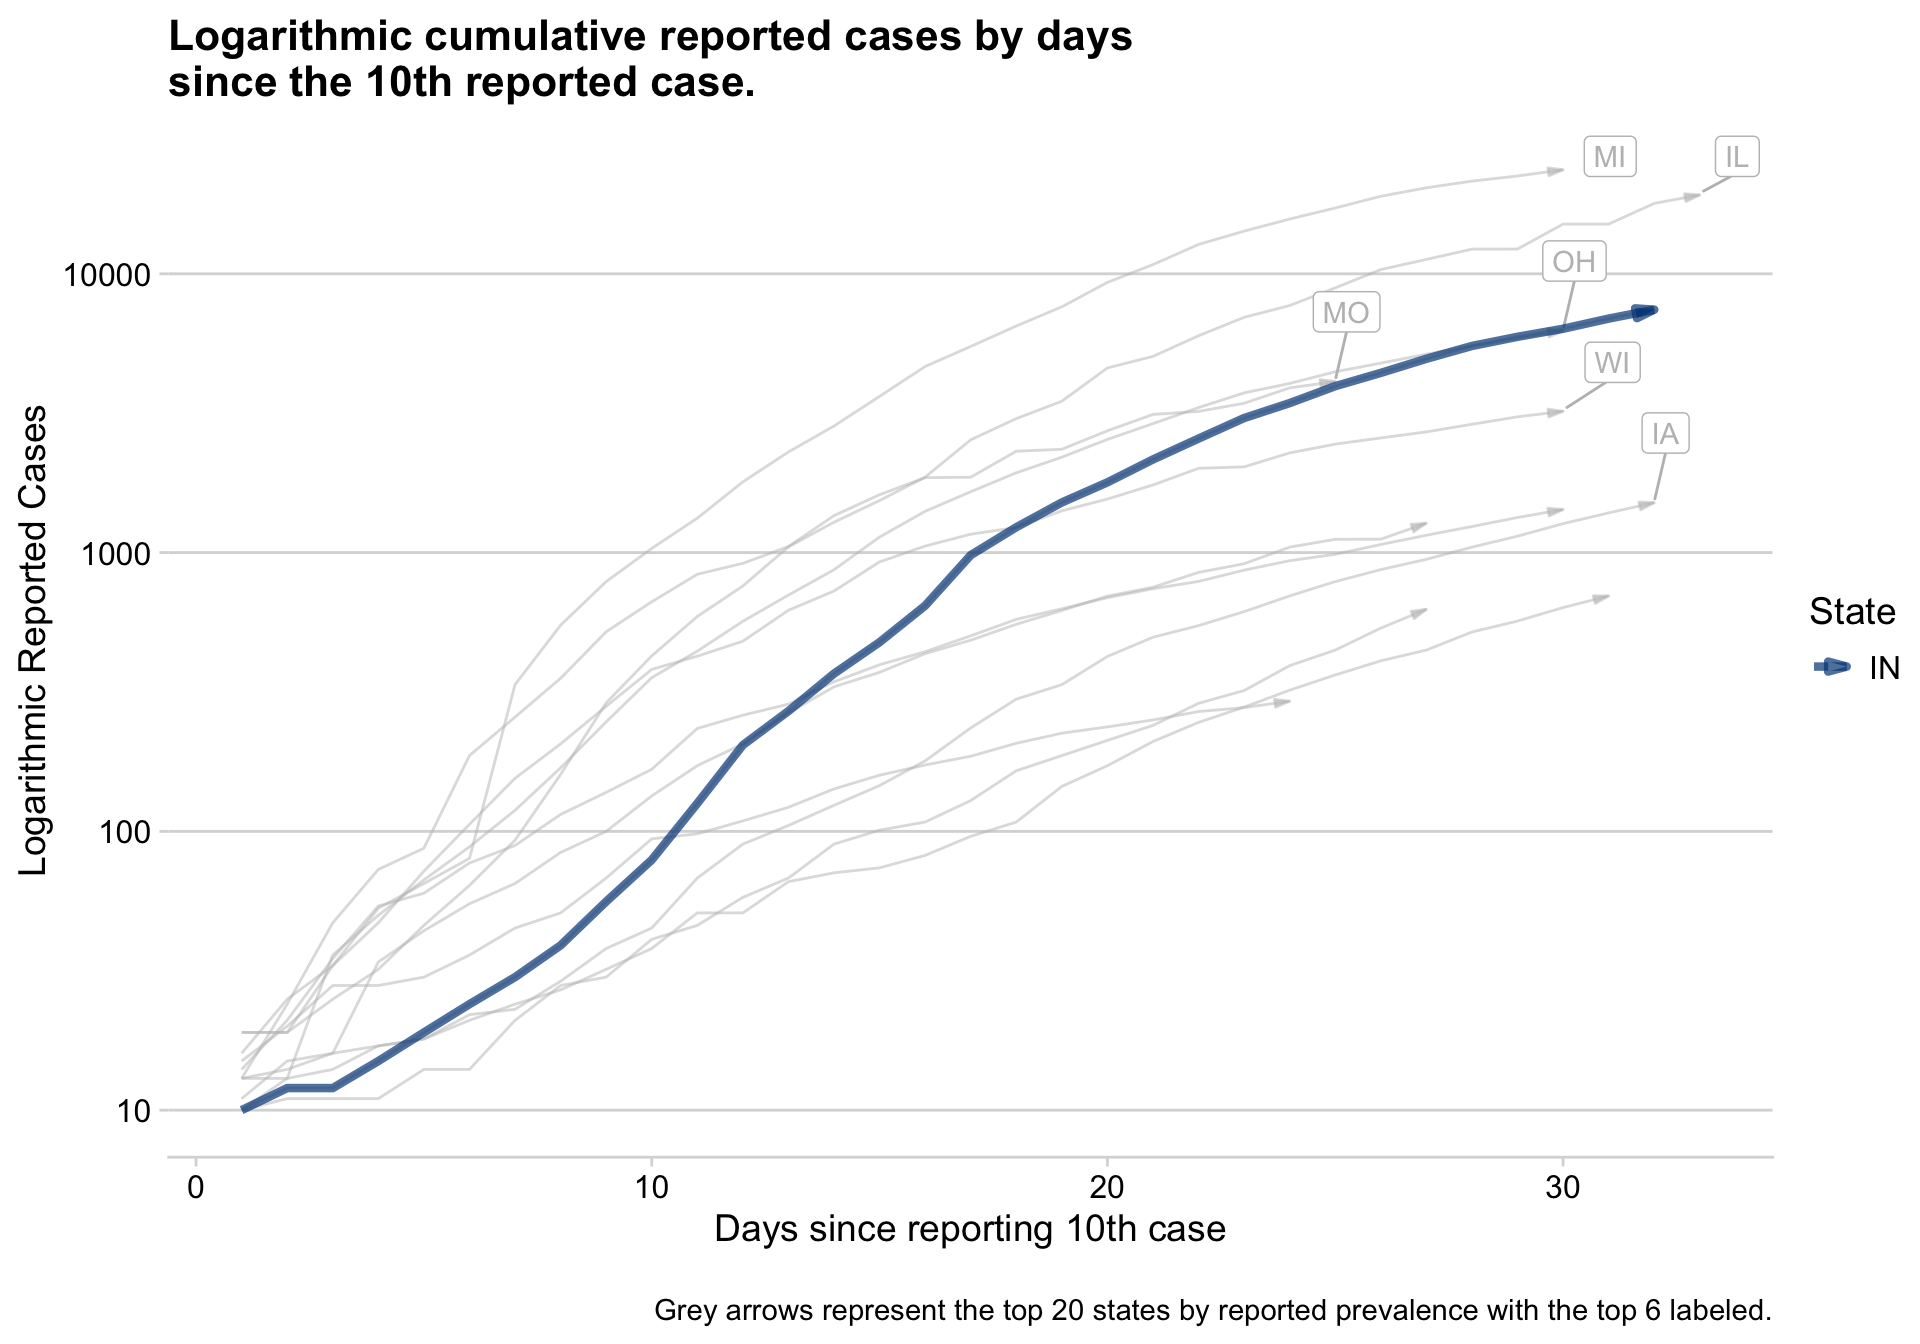 Logarithmic cumulative reported cases by days
since the 10th reported case.
MI
IL
OH
MO
WI
IA
10000
1000
100
10
Logarithmic Reported Cases
0
10
20
30
Days since reporting 10th case
State
IN
Grey arrows represent the top 20 states by reported prevalence with the top 6 labeled.